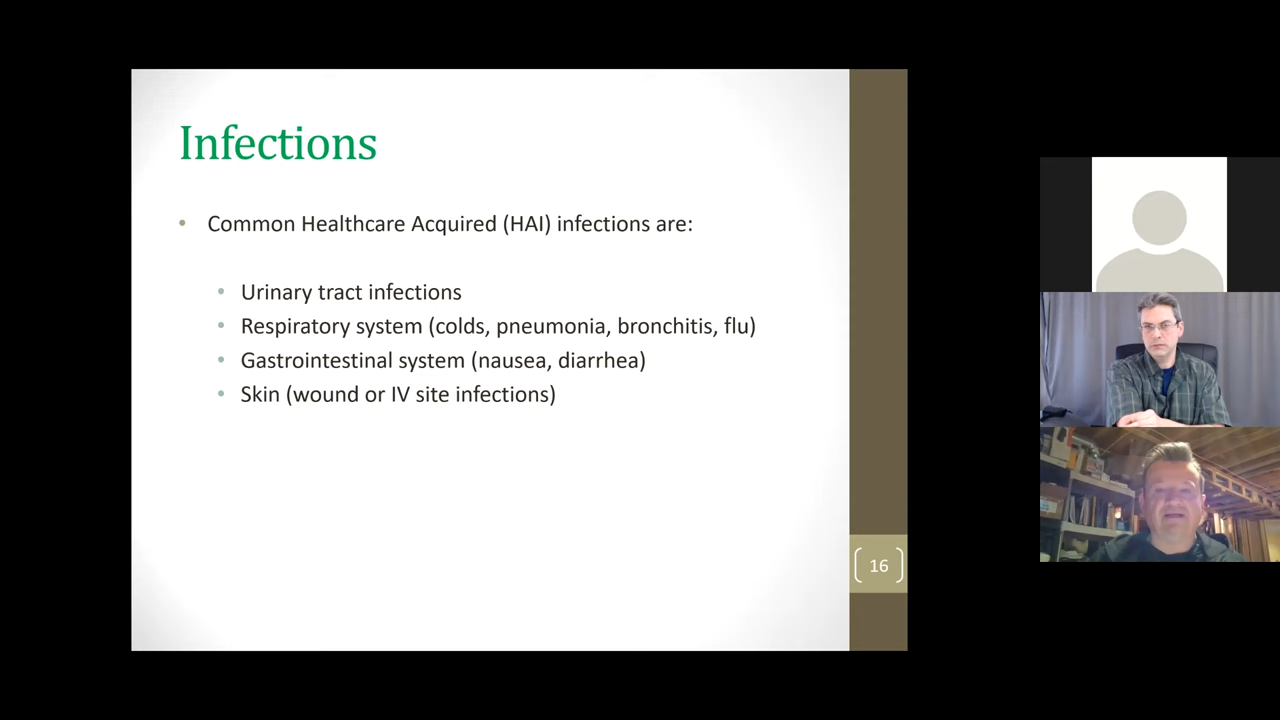 Infections
• Common Healthcare Acquired (HAI) infections are:
• Urinary tract infections
• Respiratory system (colds, pneumonia, bronchitis, flu)
• Gastrointestinal system (nausea, diarrhea)
• Skin (wound or IV site infections)
16